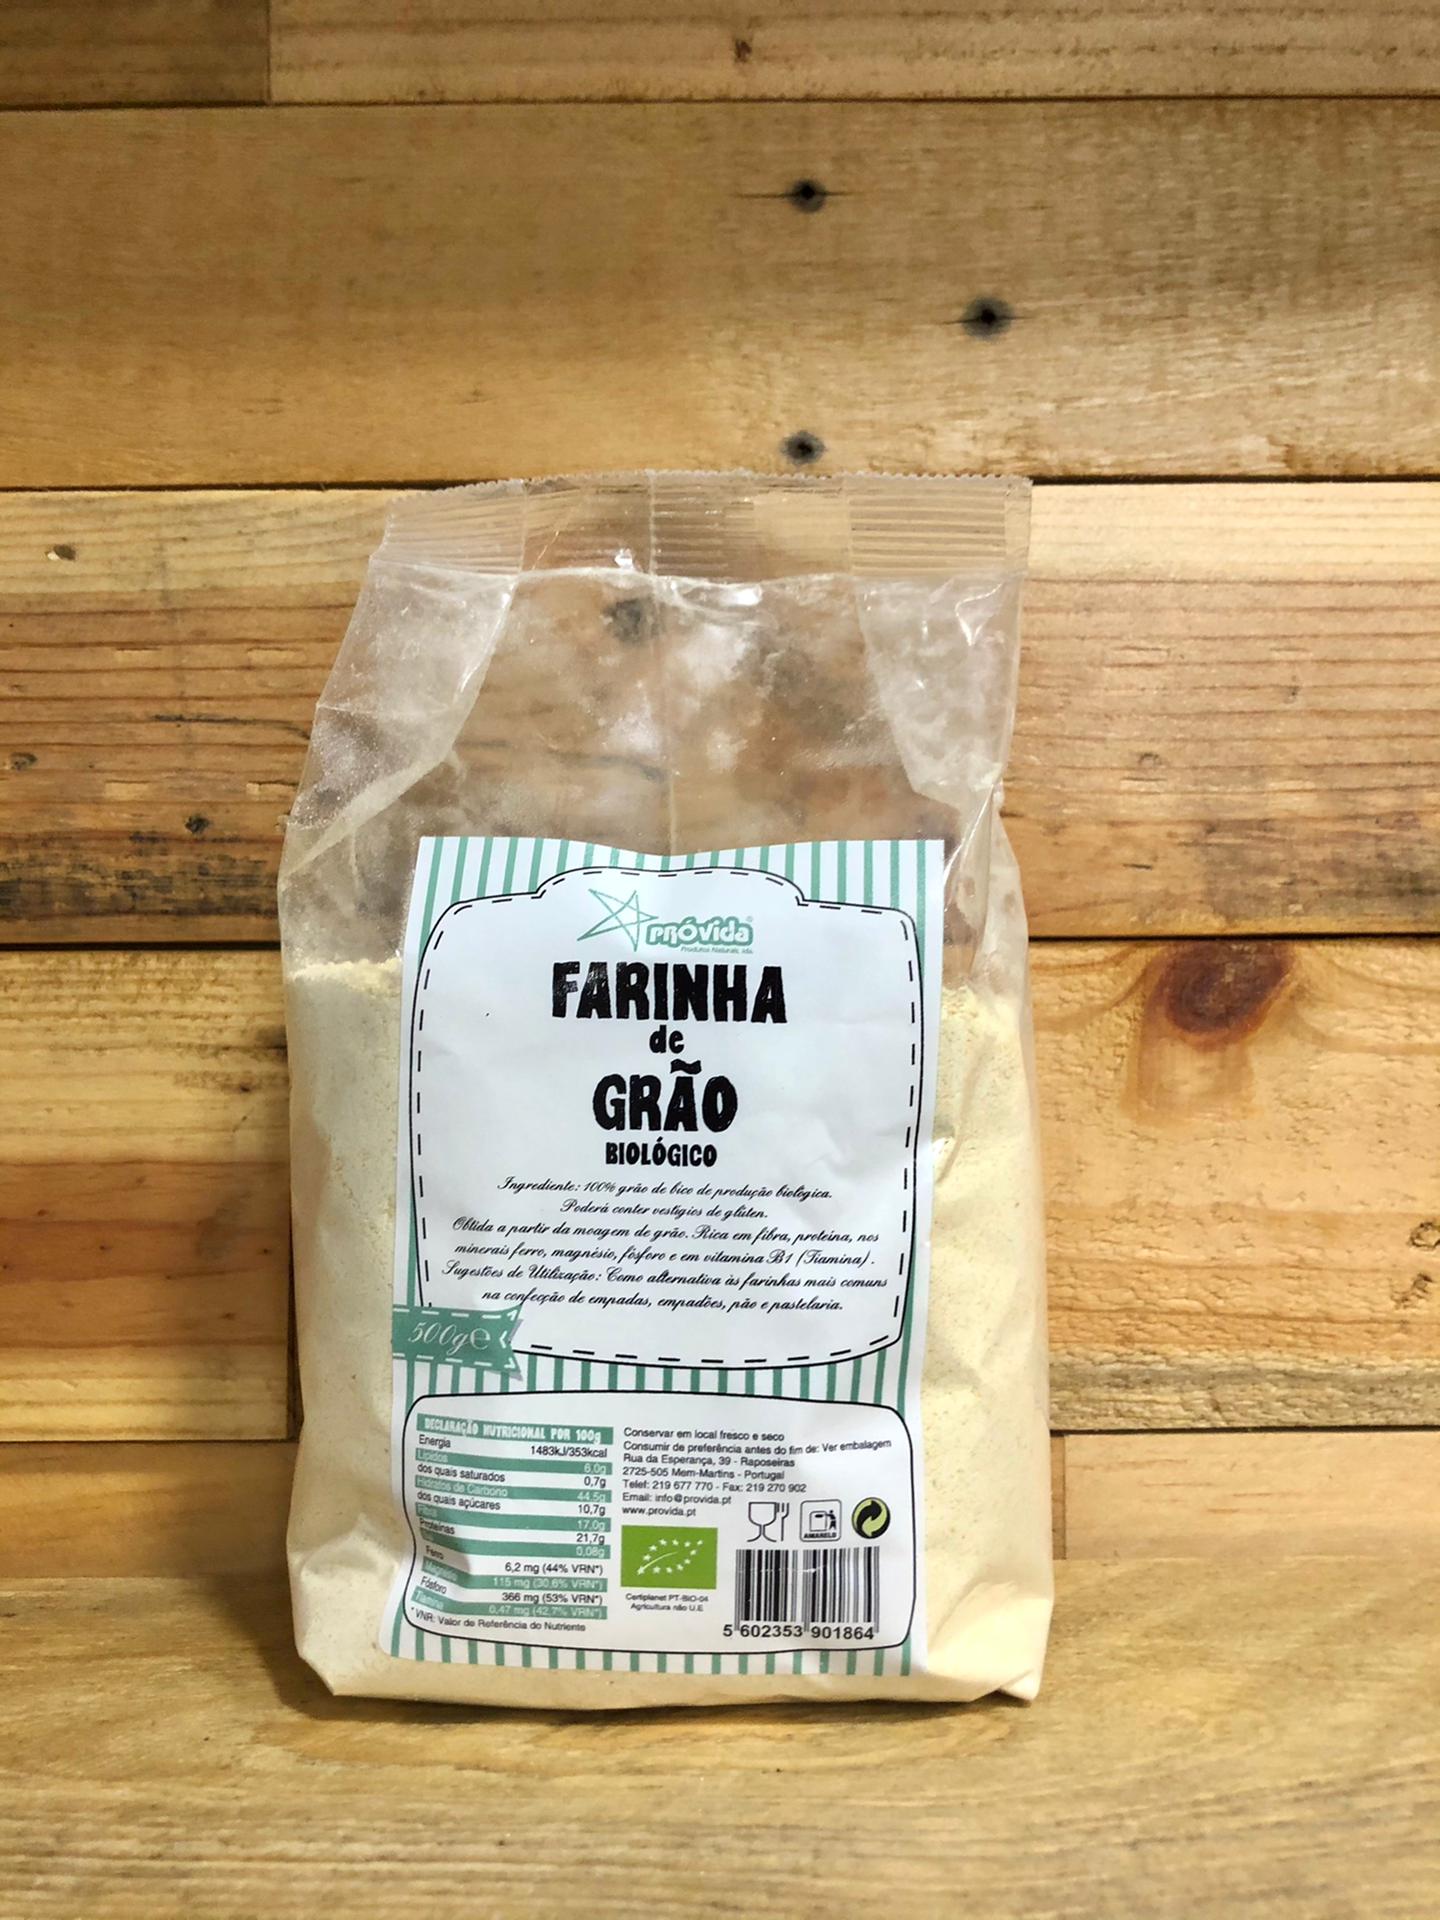 PRÓVIDA®
Produtos Naturais, lda.
FARINHA
de
GRÃO
BIOLÓGICO
Ingrediente: 100% grão de bico de produção biológica.
Poderá conter vestígios de glúten.
Obtida a partir da moagem de grão. Rica em fibra, proteína, nos
minerais ferro, magnésio, fósforo e em vitamina B1 (Tiamina).
Sugestões de Utilização: Como alternativa às farinhas mais comuns
na confecção de empadas, empadões, pão e pastelaria.
500g℮
DECLARAÇÃO NUTRICIONAL POR 100g
Energia 1483kJ/353kcal
Lípidos 6,0g
dos quais saturados 0,7g
Hidratos de Carbono 44,5g
dos quais açúcares 10,7g
Fibra 17,0g
Proteínas 21,7g
0,08g
Ferro 6,2 mg (44% VRN*)
Magnésio 115 mg (30,6% VRN*)
Fósforo 366 mg (53% VRN*)
Tiamina 0,47 mg (42,7% VRN*)
*VNR: Valor de Referência do Nutriente
Conservar em local fresco e seco
Consumir de preferência antes do fim de: Ver embalagem
Rua da Esperança, 39 - Raposeiras
2725-505 Mem-Martins - Portugal
Telef: 219 677 770 - Fax: 219 270 902
Email: info@provida.pt
www.provida.pt
AMARELO
Certiplanet PT-BIO-04
Agricultura não U.E
5 602353 901864